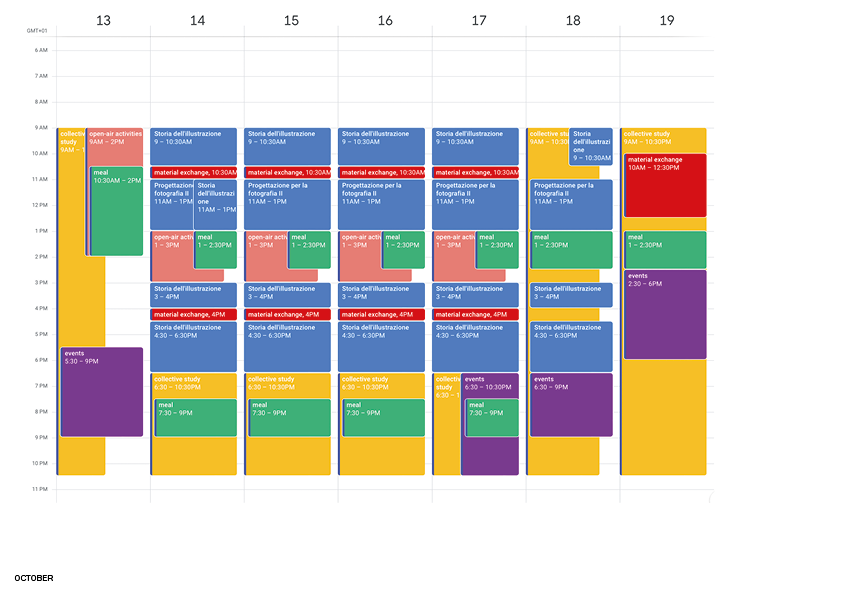 13
14
15
16
17
18
19
GMT+01
6 AM
7 AM
8 AM
9 AM
10 AM
11 AM
12 PM
1 PM
2 PM
3 PM
4 PM
5 PM
6 PM
7 PM
8 PM
9 PM
10 PM
11 PM
collective
study
9AM – 1
open-air activities
9AM – 2PM
meal
10:30AM – 2PM
events
5:30 – 9PM
Storia dell'illustrazione
9 – 10:30AM
material exchange, 10:30AM
Progettazione
fotografia II
11AM – 1PM
Storia
dell'illustrazi
one
11AM – 1PM
open-air activ
1 – 3PM
meal
1 – 2:30PM
Storia dell'illustrazione
3 – 4PM
material exchange, 4PM
Storia dell'illustrazione
4:30 – 6:30PM
collective study
6:30 – 10:30PM
meal
7:30 – 9PM
Storia dell'illustrazione
9 – 10:30AM
material exchange, 10:30AM
Progettazione per la
fotografia II
11AM – 1PM
open-air activ
1 – 3PM
meal
1 – 2:30PM
Storia dell'illustrazione
3 – 4PM
material exchange, 4PM
Storia dell'illustrazione
4:30 – 6:30PM
collective study
6:30 – 10:30PM
meal
7:30 – 9PM
Storia dell'illustrazione
9 – 10:30AM
material exchange, 10:30AM
Progettazione per la
fotografia II
11AM – 1PM
open-air activ
1 – 3PM
meal
1 – 2:30PM
Storia dell'illustrazione
3 – 4PM
material exchange, 4PM
Storia dell'illustrazione
4:30 – 6:30PM
collective study
6:30 – 10:30PM
meal
7:30 – 9PM
Storia dell'illustrazione
9 – 10:30AM
material exchange, 10:30AM
Progettazione per la
fotografia II
11AM – 1PM
open-air activ
1 – 3PM
meal
1 – 2:30PM
Storia dell'illustrazione
3 – 4PM
material exchange, 4PM
Storia dell'illustrazione
4:30 – 6:30PM
collective
study
6:30 – 1
events
6:30 – 10:30PM
meal
7:30 – 9PM
collective stu
9AM – 10:30
Storia
dell'illustrazi
one
9 – 10:30AM
Progettazione per la
fotografia II
11AM – 1PM
meal
1 – 2:30PM
Storia dell'illustrazione
3 – 4PM
Storia dell'illustrazione
4:30 – 6:30PM
events
6:30 – 9PM
collective study
9AM – 10:30PM
material exchange
10AM – 12:30PM
meal
1 – 2:30PM
events
2:30 – 6PM
OCTOBER